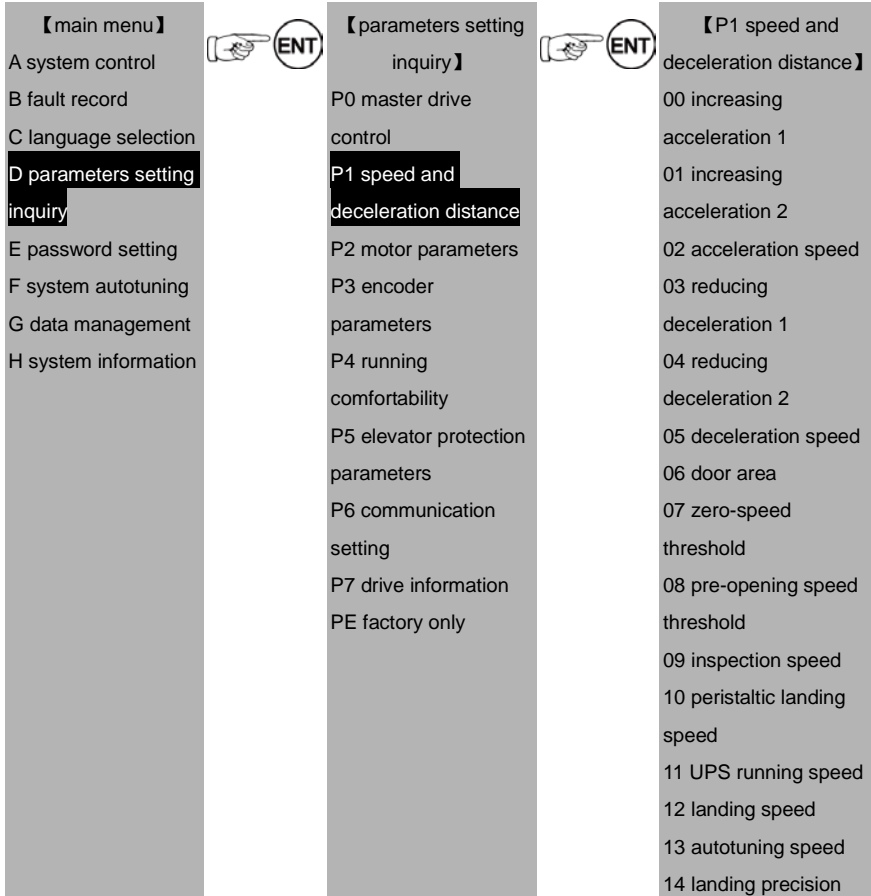 【main menu】
A system control
B fault record
C language selection
D parameters setting
inquiry
E password setting
F system autotuning
G data management
H system information
ENT
【parameters setting
inquiry】
P0 master drive
control
P1 speed and
deceleration distance
P2 motor parameters
P3 encoder
parameters
P4 running
comfortability
P5 elevator protection
parameters
P6 communication
setting
P7 drive information
PE factory only
ENT
【P1 speed and
deceleration distance】
00 increasing
acceleration 1
01 increasing
acceleration 2
02 acceleration speed
03 reducing
deceleration 1
04 reducing
deceleration 2
05 deceleration speed
06 door area
07 zero-speed
threshold
08 pre-opening speed
threshold
09 inspection speed
10 peristaltic landing
speed
11 UPS running speed
12 landing speed
13 autotuning speed
14 landing precision